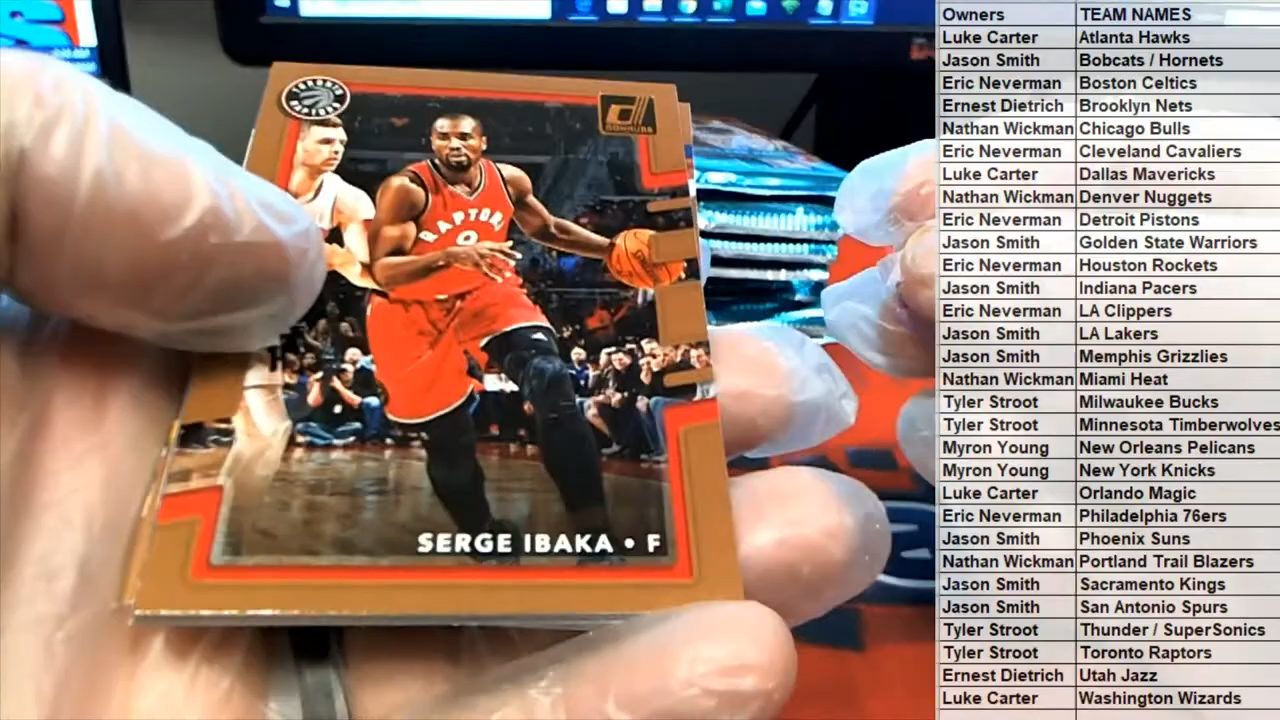 TORONTO
RAPTORS
DONRUSS
RAPTORS
9
SERGE IBAKA • F
Owners TEAM NAMES
Luke Carter Atlanta Hawks
Jason Smith Bobcats / Hornets
Eric Neverman Boston Celtics
Ernest Dietrich Brooklyn Nets
Nathan Wickman Chicago Bulls
Eric Neverman Cleveland Cavaliers
Luke Carter Dallas Mavericks
Nathan Wickman Denver Nuggets
Eric Neverman Detroit Pistons
Jason Smith Golden State Warriors
Eric Neverman Houston Rockets
Jason Smith Indiana Pacers
Eric Neverman LA Clippers
Jason Smith LA Lakers
Jason Smith Memphis Grizzlies
Nathan Wickman Miami Heat
Tyler Stroot Milwaukee Bucks
Tyler Stroot Minnesota Timberwolves
Myron Young New Orleans Pelicans
Myron Young New York Knicks
Luke Carter Orlando Magic
Eric Neverman Philadelphia 76ers
Jason Smith Phoenix Suns
Nathan Wickman Portland Trail Blazers
Jason Smith Sacramento Kings
Jason Smith San Antonio Spurs
Tyler Stroot Thunder / SuperSonics
Tyler Stroot Toronto Raptors
Ernest Dietrich Utah Jazz
Luke Carter Washington Wizards